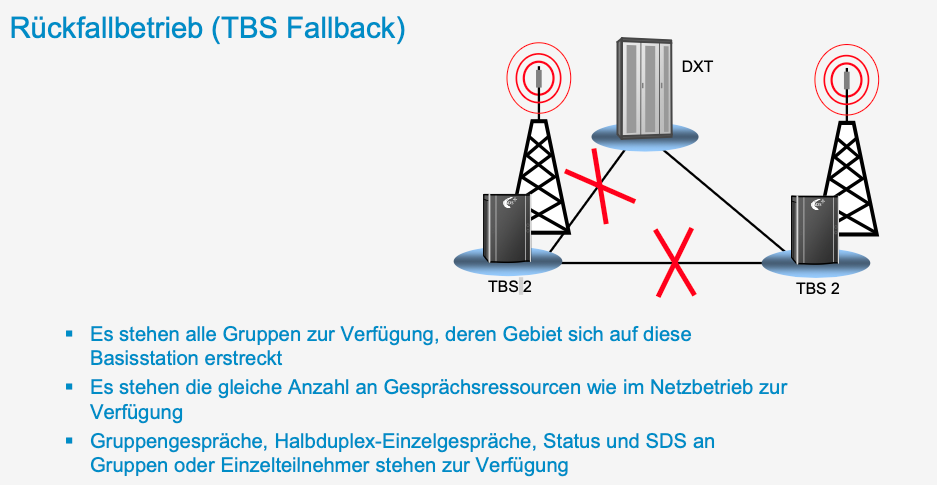 Rückfallbetrieb (TBS Fallback)
DXT
TBS 2
TBS 2
Es stehen alle Gruppen zur Verfügung, deren Gebiet sich auf diese
Basisstation erstreckt
Es stehen die gleiche Anzahl an Gesprächsressourcen wie im Netzbetrieb zur
Verfügung
Gruppengespräche, Halbduplex-Einzelgespräche, Status und SDS an
Gruppen oder Einzelteilnehmer stehen zur Verfügung